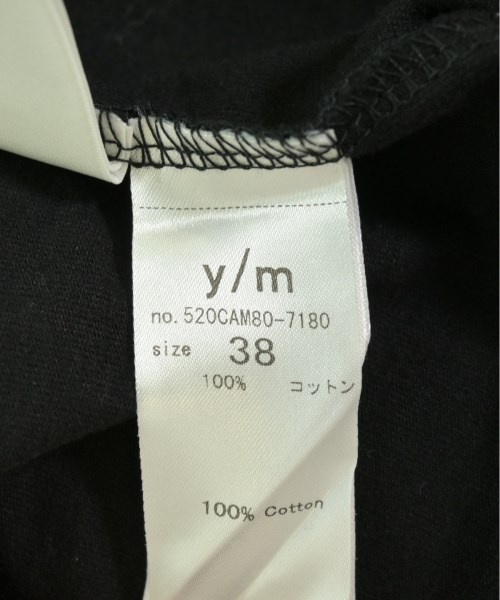 y/m
no. 520CAM80-7180
size 38
100% コットン
100% Cotton